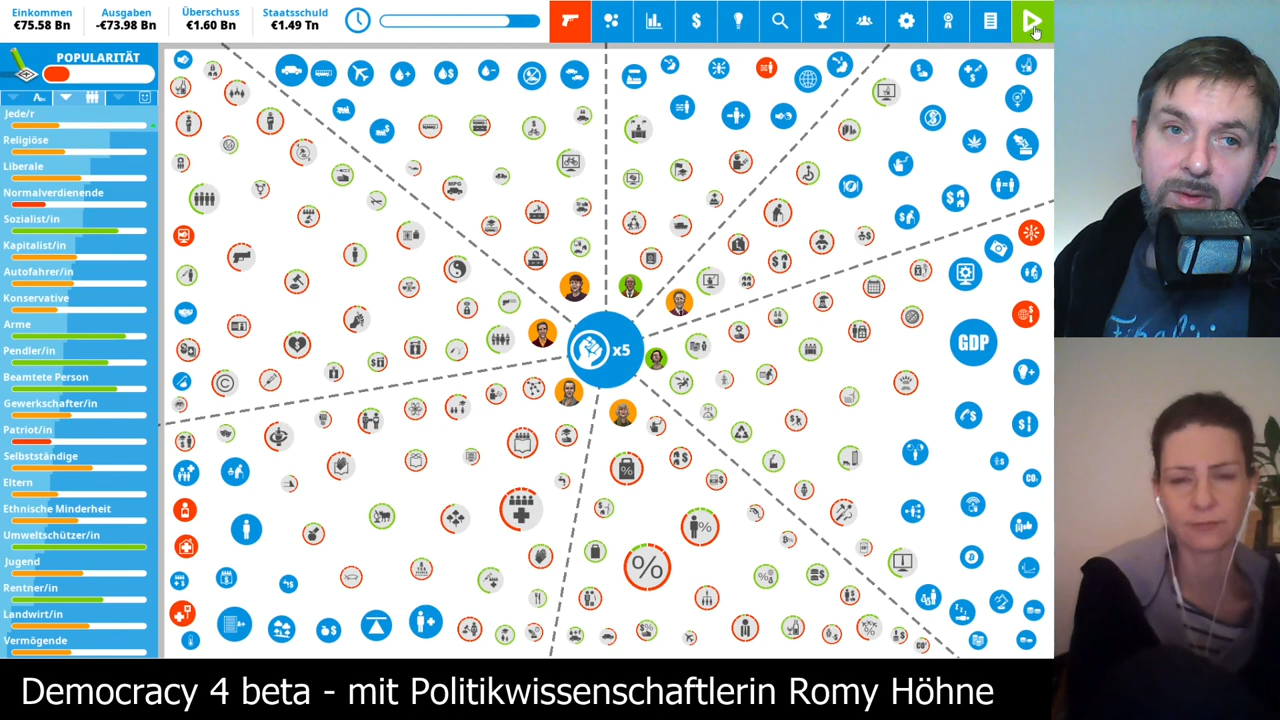 Einkommen Ausgaben Überschuss Staatsschuld
€75.58 Bn -€73.98 Bn €1.60 Bn €1.49 Tn
POPULARITÄT
Jede/r
Religiöse
Liberale
Normalverdienende
Sozialist/in
Kapitalist/in
Autofahrer/in
Konservative
Arme
Pendler/in
Beamtete Person
Gewerkschafter/in
Patriot/in
Selbstständige
Eltern
Ethnische Minderheit
Umweltschützer/in
Jugend
Rentner/in
Landwirt/in
Vermögende
MPG
x5
GDP
CO²
Democracy 4 beta - mit Politikwissenschaftlerin Romy Höhne